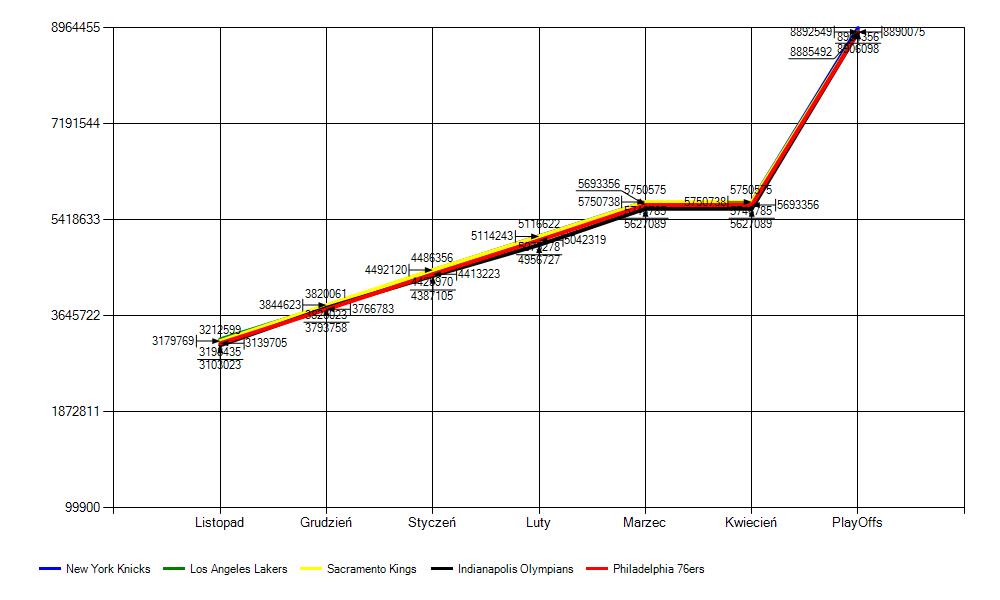 8964455
7191544
5418633
3645722
1872811
99900
8892549
8890075
8885492
5693356
5750575
5750738
5627089
5750738
5750575
5693356
5627089
5114243
5116622
5042319
4956727
4492120
4486356
4413223
4387105
3844623
3820061
3766783
3793758
3179769
3212599
3139705
3103023
Listopad
Grudzień
Styczeń
Luty
Marzec
Kwiecień
PlayOffs
New York Knicks
Los Angeles Lakers
Sacramento Kings
Indianapolis Olympians
Philadelphia 76ers